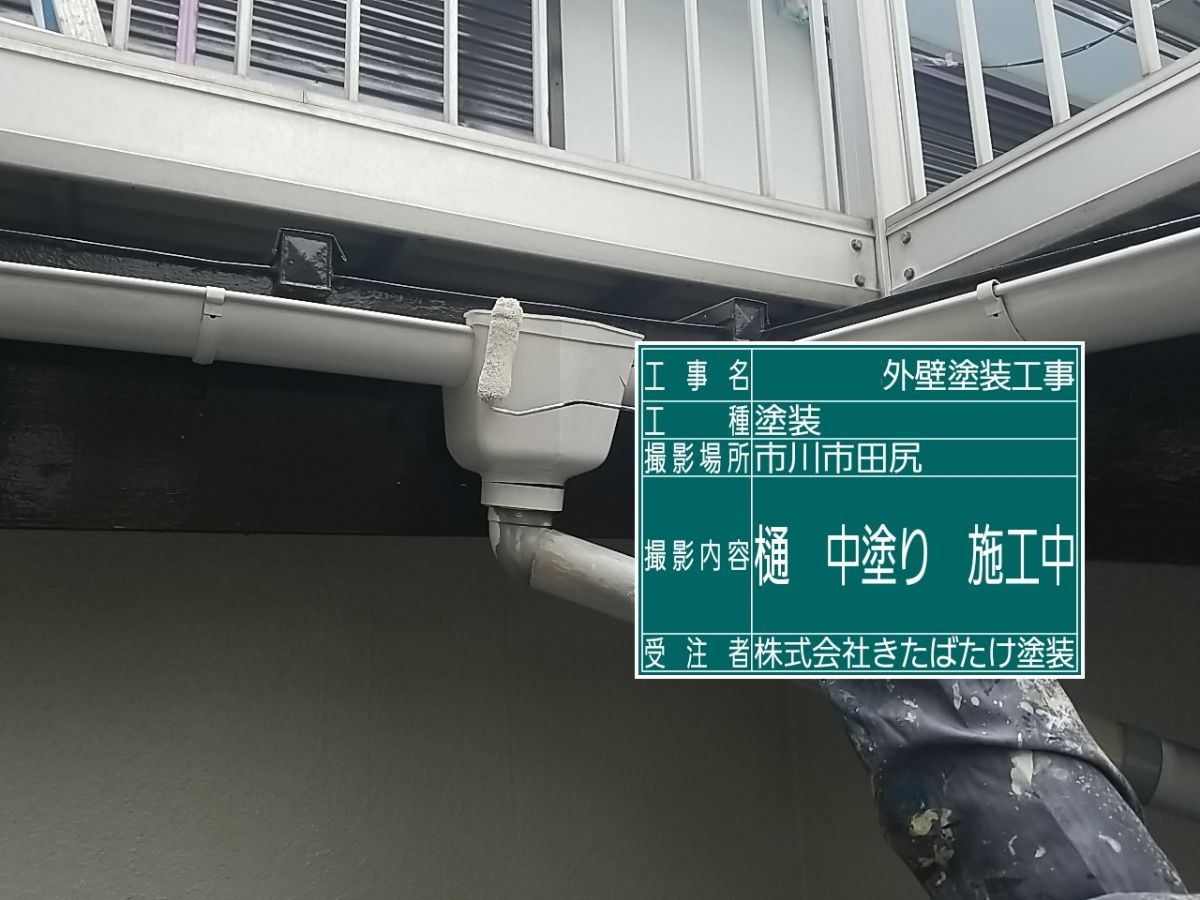 工事名 外壁塗装工事
工種 塗装
撮影場所 市川市田尻
撮影内容 樋 中塗り 施工中
受注者 株式会社きたばたけ塗装